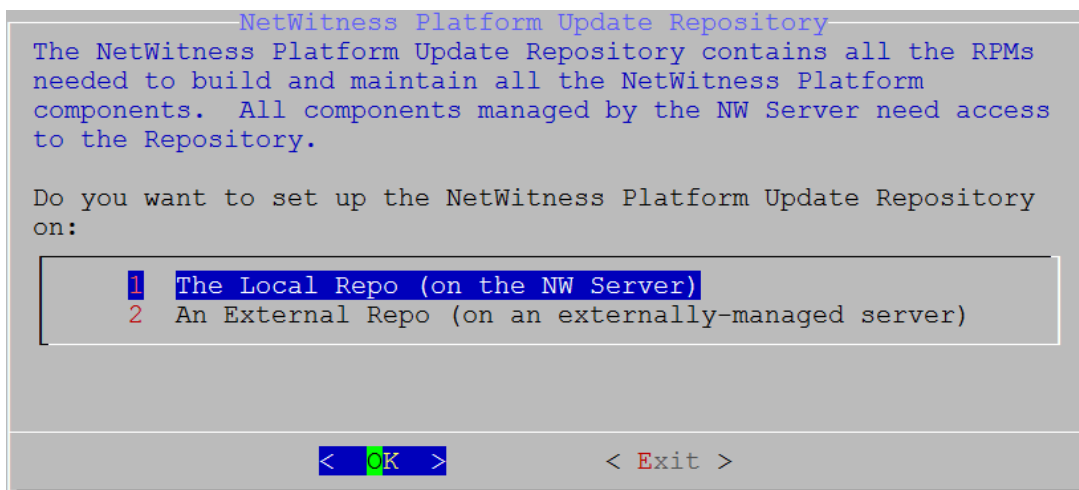 NetWitness Platform Update Repository
The NetWitness Platform Update Repository contains all the RPMs
needed to build and maintain all the NetWitness Platform
components.  All components managed by the NW Server need access
to the Repository.
Do you want to set up the NetWitness Platform Update Repository
on:
1 The Local Repo (on the NW Server)
2 An External Repo (on an externally-managed server)
< OK > < Exit >